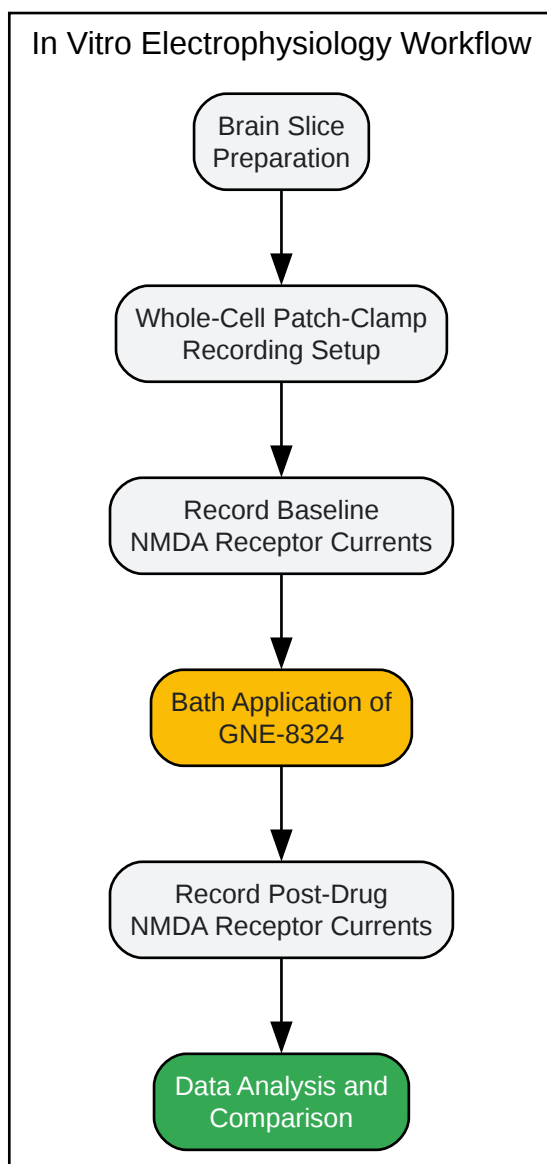 In Vitro Electrophysiology Workflow
Brain Slice
Preparation
Whole-Cell Patch-Clamp
Recording Setup
Record Baseline
NMDA Receptor Currents
Bath Application of
GNE-8324
Record Post-Drug
NMDA Receptor Currents
Data Analysis and
Comparison